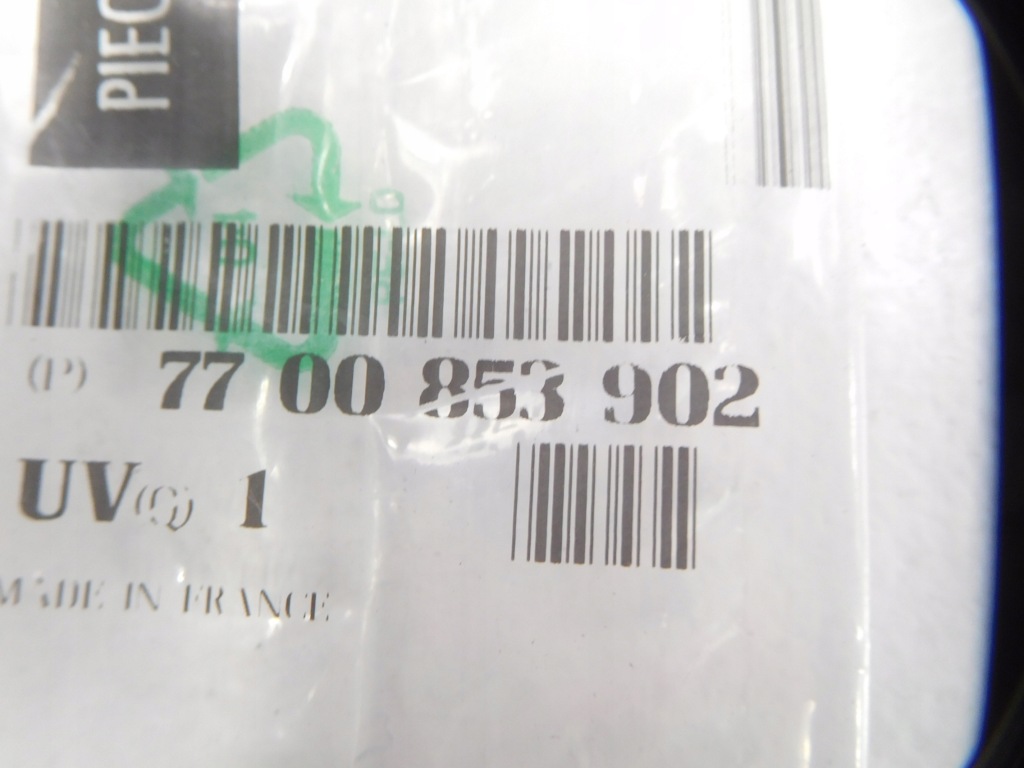 PIEC
(P) 77 00 853 902
UV(Q) 1
MADE IN FRANCE